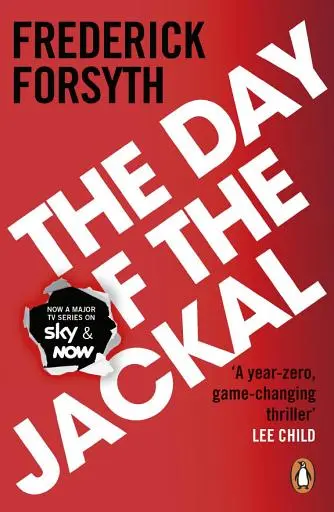 FREDERICK
FORSYTH
THE DAY
F THE
JACKAL
NOW A MAJOR
TV SERIES ON
sky &
NOW
'A year-zero,
game-changing
thriller'
LEE CHILD